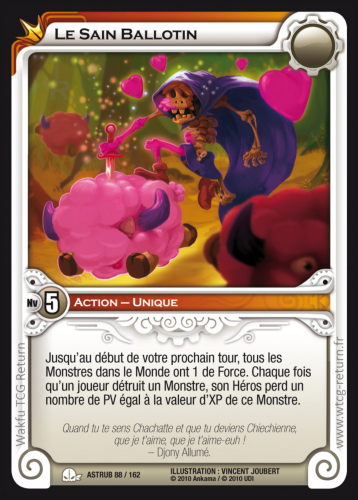 LE SAIN BALLOTIN
Nv 5
ACTION – UNIQUE
Jusqu'au début de votre prochain tour, tous les
Monstres dans le Monde ont 1 de Force. Chaque fois
qu'un joueur détruit un Monstre, son Héros perd un
nombre de PV égal à la valeur d'XP de ce Monstre.
Quand tu te sens Chachatte et que tu deviens Chiechienne,
que je t'aime, que je t'aime-euh !
– Djony Allumé.
Wakfu TCG Return
www.wtcg-return.fr
ASTRUB 88 / 162
ILLUSTRATION : VINCENT JOUBERT
© 2010 Ankama / © 2010 UDI